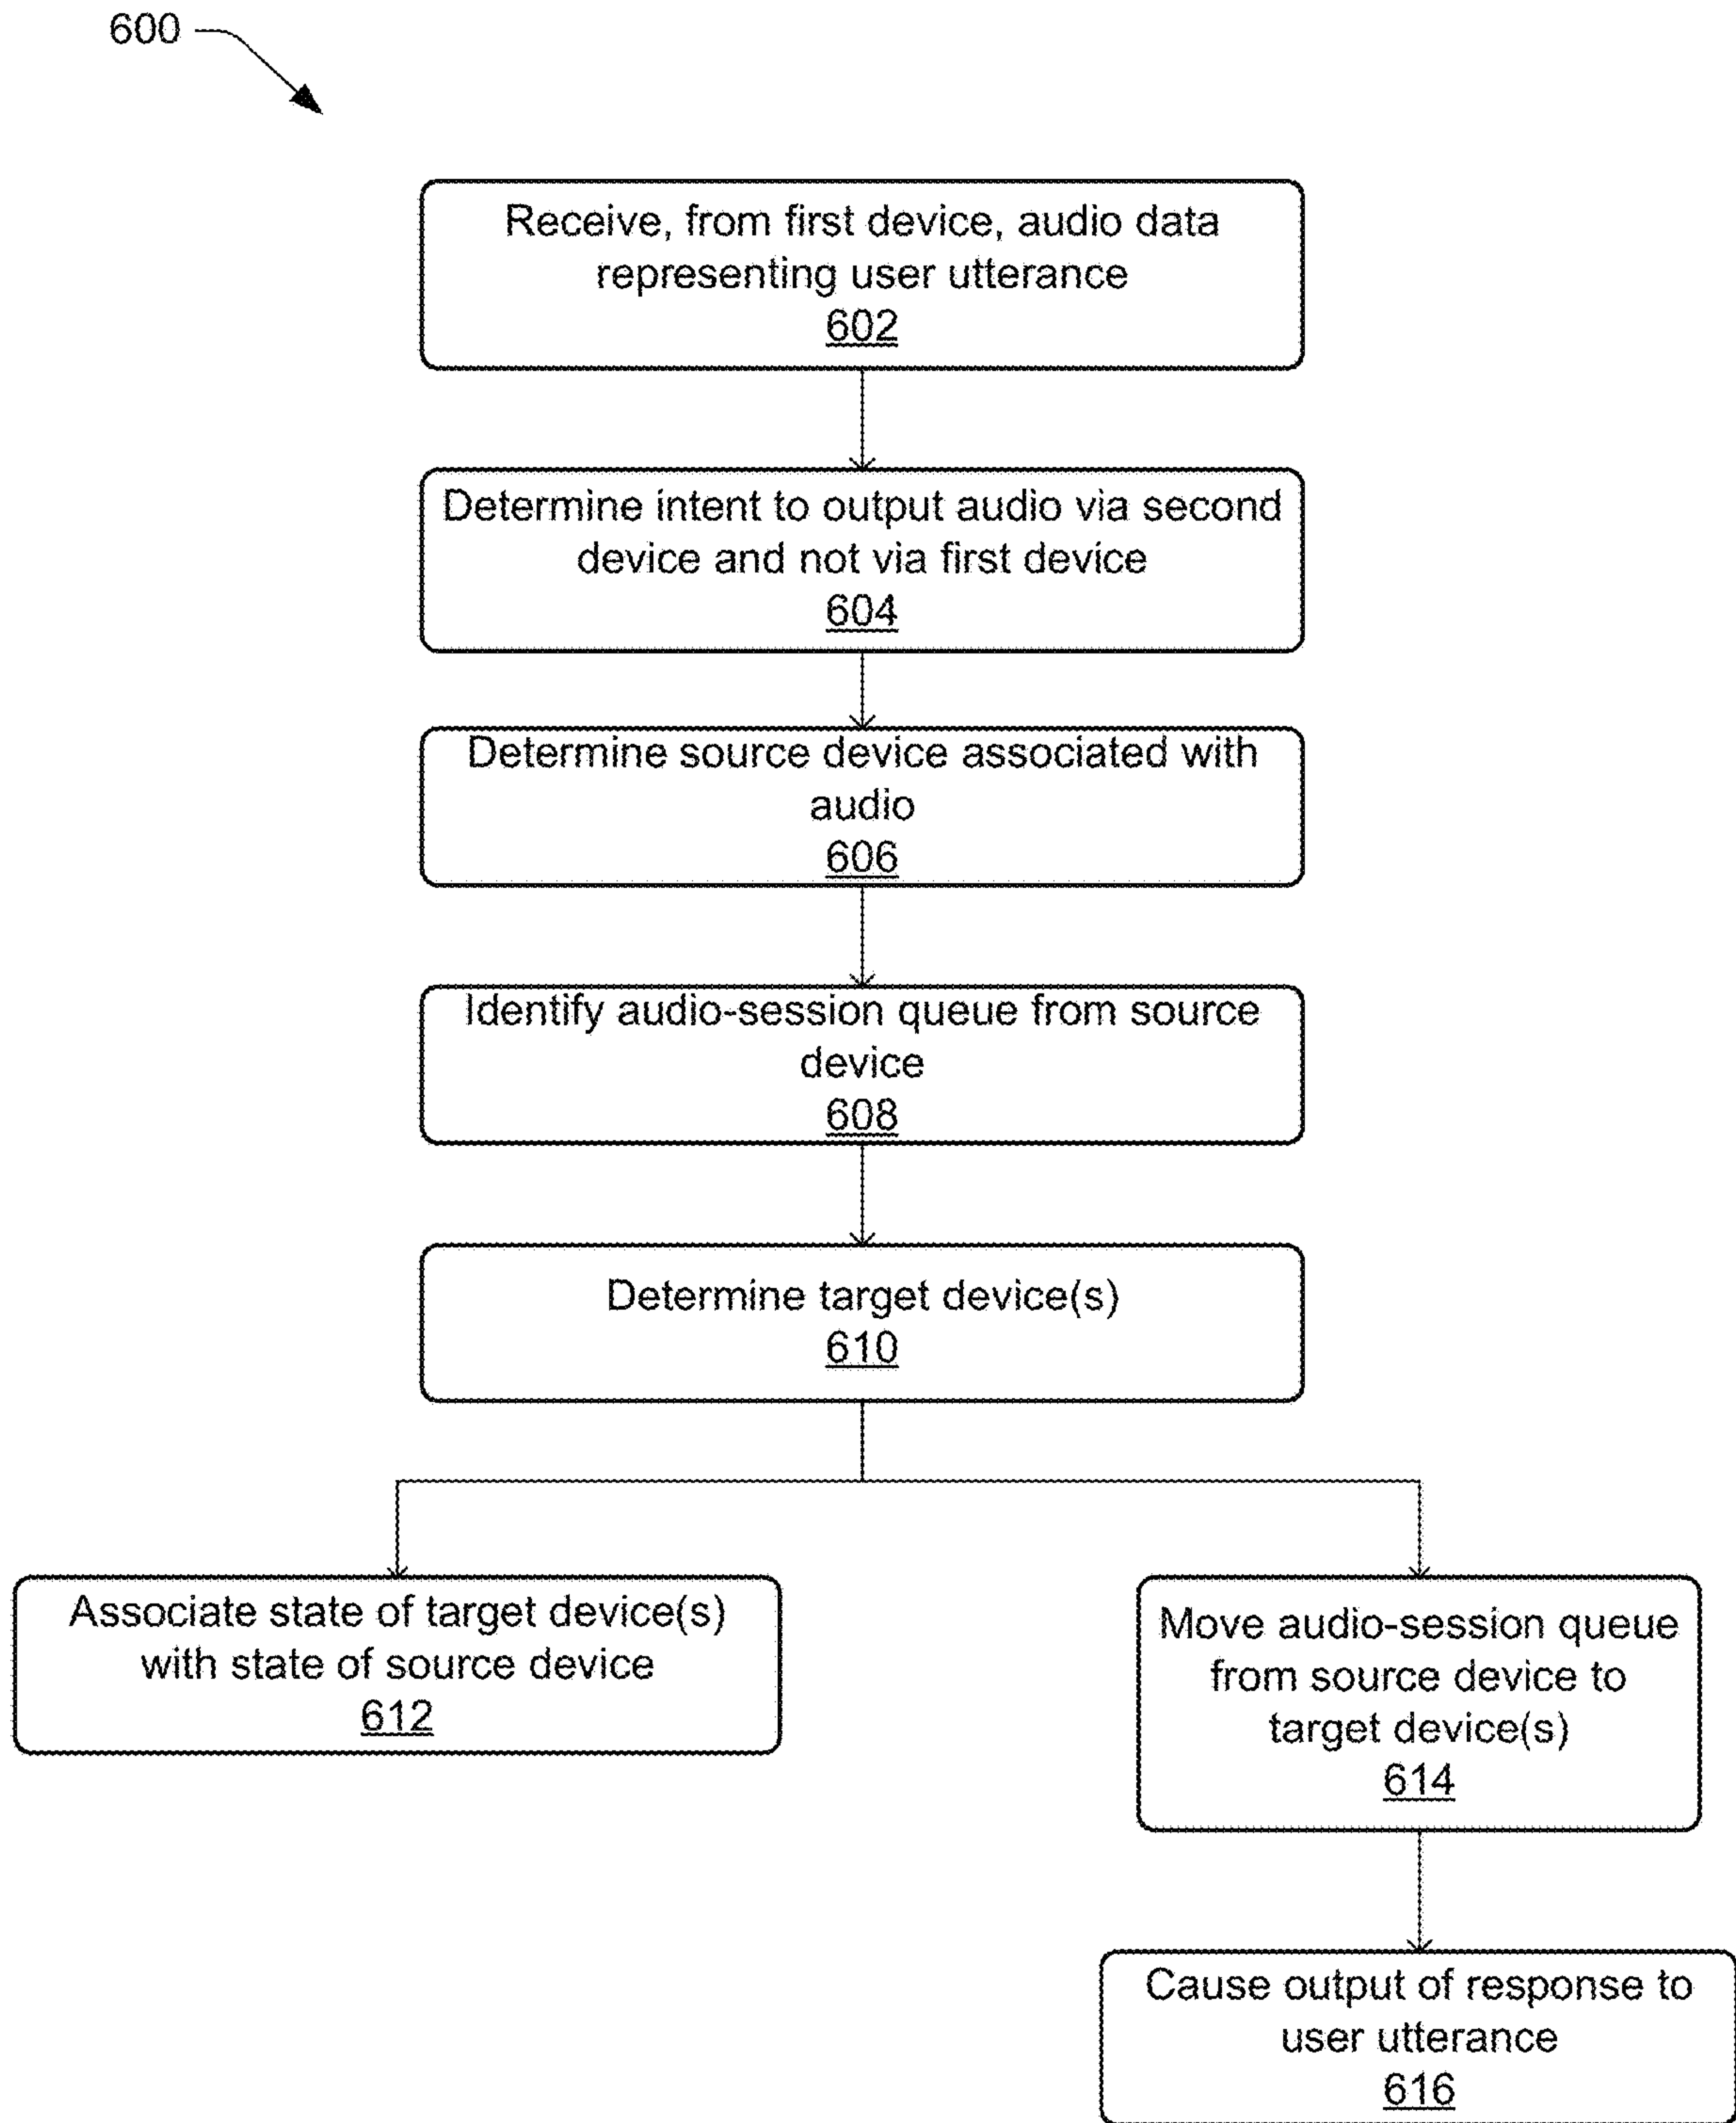 600
Receive, from first device, audio data
representing user utterance
602
Determine intent to output audio via second
device and not via first device
604
Determine source device associated with
audio
606
Identify audio-session queue from source
device
608
Determine target device(s)
610
Associate state of target device(s)
with state of source device
612
Move audio-session queue
from source device to
target device(s)
614
Cause output of response to
user utterance
616